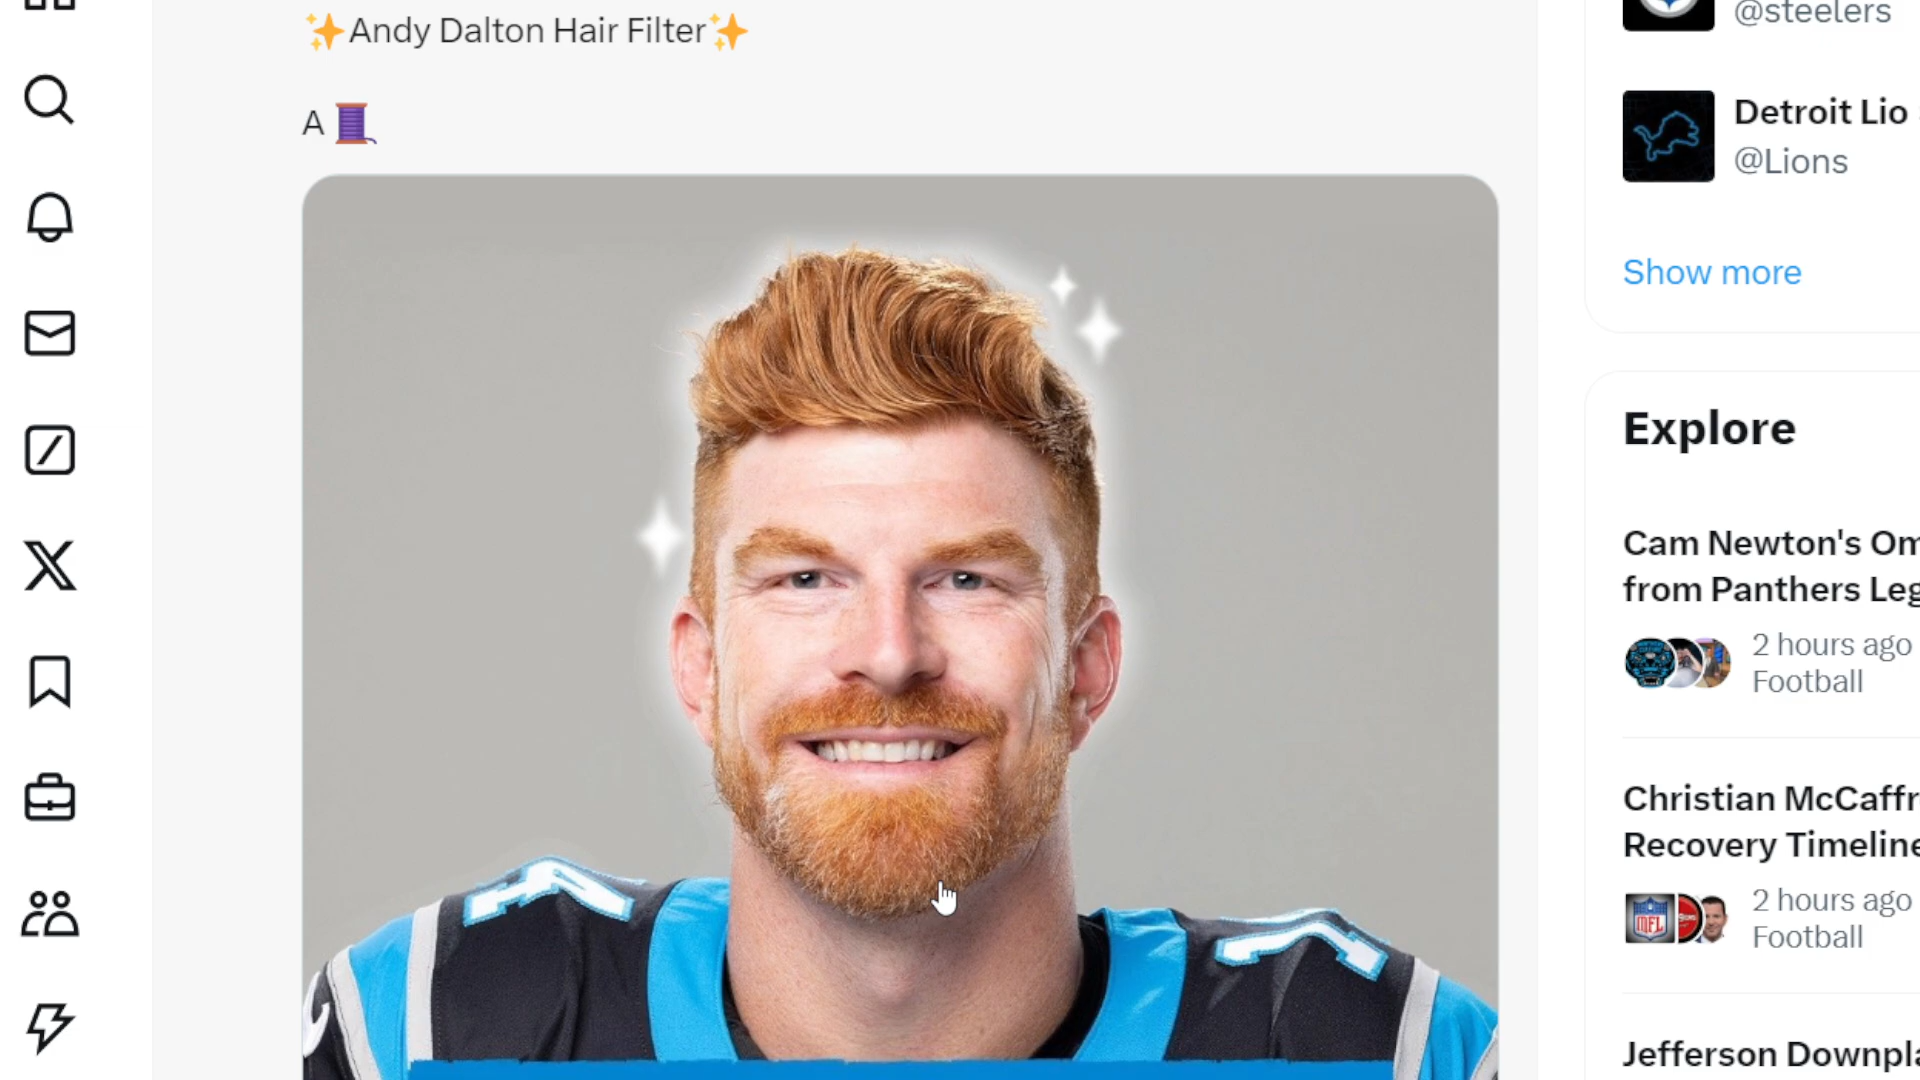 ✨Andy Dalton Hair Filter✨
A 🧵
@steelers
Detroit Lio
@Lions
Show more
Explore
Cam Newton's Om
from Panthers Leg
2 hours ago
Football
Christian McCaffr
Recovery Timeline
2 hours ago
Football
Jefferson Downpla